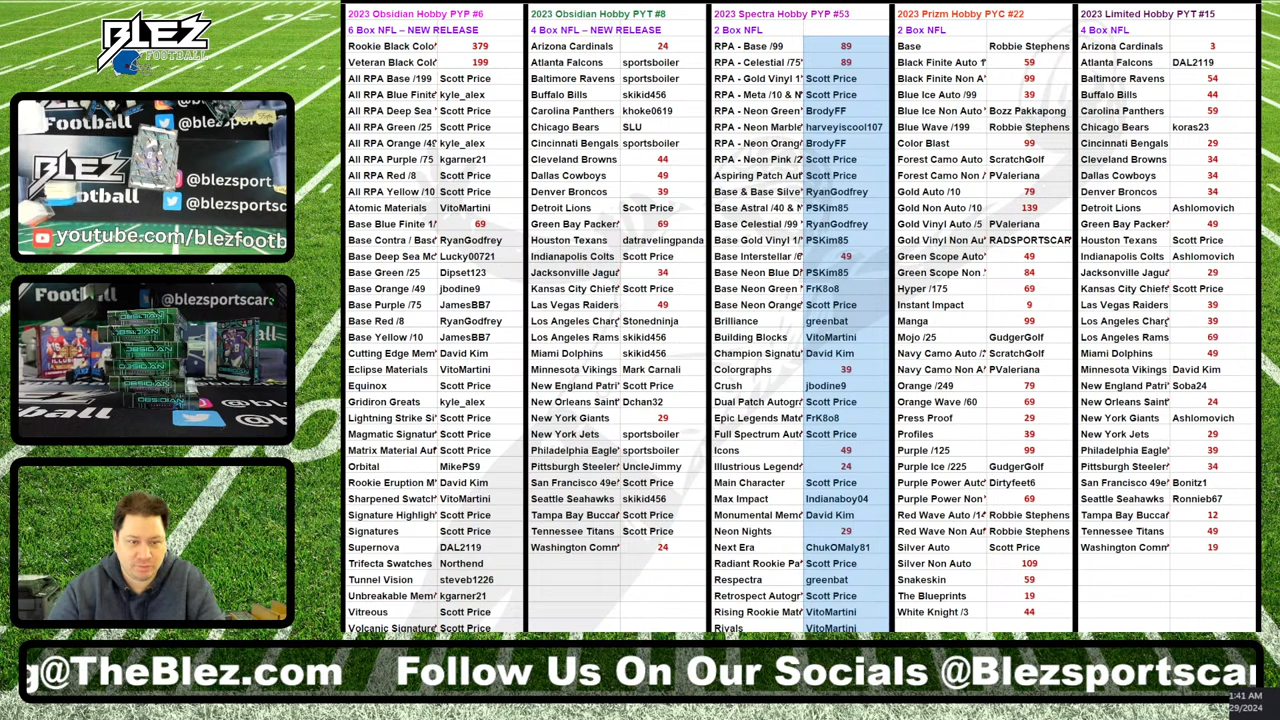 BLEZ
FOOTBALL
Football
@blezsport
BLEZ
@blezsports
youtube.com/blezfootb
Football
@blezsportscar
OBSIDIAN
2023 Obsidian Hobby PYP #6
6 Box NFL – NEW RELEASE
Rookie Black Colo 379
Veteran Black Col 199
All RPA Base /199 Scott Price
All RPA Blue Finite kyle_alex
All RPA Deep Sea Scott Price
All RPA Green /25 Scott Price
All RPA Orange /49 kyle_alex
All RPA Purple /75 kgarner21
All RPA Red /8 Scott Price
All RPA Yellow /10 Scott Price
Atomic Materials VitoMartini
Base Blue Finite 1/ 69
Base Contra / Base RyanGodfrey
Base Deep Sea Mo Lucky00721
Base Green /25 Dipset123
Base Orange /49 jbodine9
Base Purple /75 JamesBB7
Base Red /8 RyanGodfrey
Base Yellow /10 JamesBB7
Cutting Edge Mem David Kim
Eclipse Materials VitoMartini
Equinox Scott Price
Gridiron Greats kyle_alex
Lightning Strike Si Scott Price
Magmatic Signatur Scott Price
Matrix Material Aut Scott Price
Orbital MikePS9
Rookie Eruption M David Kim
Sharpened Swatch VitoMartini
Signature Highligh Scott Price
Signatures Scott Price
Supernova DAL2119
Trifecta Swatches Northend
Tunnel Vision steveb1226
Unbreakable Mem kgarner21
Vitreous Scott Price
Volcanic Signature Scott Price
2023 Obsidian Hobby PYT #8
4 Box NFL – NEW RELEASE
Arizona Cardinals 24
Atlanta Falcons sportsboiler
Baltimore Ravens sportsboiler
Buffalo Bills skikid456
Carolina Panthers khoke0619
Chicago Bears SLU
Cincinnati Bengals sportsboiler
Cleveland Browns 44
Dallas Cowboys 49
Denver Broncos 39
Detroit Lions Scott Price
Green Bay Packer 69
Houston Texans datravelingpanda
Indianapolis Colts Scott Price
Jacksonville Jagu 34
Kansas City Chiefs Scott Price
Las Vegas Raiders 49
Los Angeles Charg Stonedninja
Los Angeles Rams skikid456
Miami Dolphins skikid456
Minnesota Vikings Mark Carnali
New England Patri Scott Price
New Orleans Saint Dchan32
New York Giants 29
New York Jets sportsboiler
Philadelphia Eagle sportsboiler
Pittsburgh Steeler UncleJimmy
San Francisco 49e Scott Price
Seattle Seahawks skikid456
Tampa Bay Buccar Scott Price
Tennessee Titans Scott Price
Washington Comm 24
2023 Spectra Hobby PYP #53
2 Box NFL
RPA - Base /99 89
RPA - Celestial /75 89
RPA - Gold Vinyl 1 Scott Price
RPA - Meta /10 & N Scott Price
RPA - Neon Green BrodyFF
RPA - Neon Marble harveyiscool107
RPA - Neon Orang BrodyFF
RPA - Neon Pink /2 Scott Price
Aspiring Patch Aut Scott Price
Base & Base Silve RyanGodfrey
Base Astral /40 & N PSKim85
Base Celestial /99 RyanGodfrey
Base Gold Vinyl 1/ PSKim85
Base Interstellar /6 49
Base Neon Blue D PSKim85
Base Neon Green FrK8o8
Base Neon Orange Scott Price
Brilliance greenbat
Building Blocks VitoMartini
Champion Signatu David Kim
Colorgraphs 39
Crush jbodine9
Dual Patch Autogr Scott Price
Epic Legends Mat FrK8o8
Full Spectrum Aut Scott Price
Icons 49
Illustrious Legend 24
Main Character Scott Price
Max Impact Indianaboy04
Monumental Mem David Kim
Neon Nights 29
Next Era ChukOMaly81
Radiant Rookie Pa Scott Price
Respectra greenbat
Retrospect Autogr Scott Price
Rising Rookie Mat VitoMartini
Rivals VitoMartini
2023 Prizm Hobby PYC #22
2 Box NFL
Base Robbie Stephens
Black Finite Auto 1 59
Black Finite Non A 99
Blue Ice Auto /99 39
Blue Ice Non Auto Bozz Pakkapong
Blue Wave /199 Robbie Stephens
Color Blast 99
Forest Camo Auto ScratchGolf
Forest Camo Non PValeriana
Gold Auto /10 79
Gold Non Auto /10 139
Gold Vinyl Auto /5 PValeriana
Gold Vinyl Non Au RADSPORTSCAR
Green Scope Auto 49
Green Scope Non 84
Hyper /175 69
Instant Impact 9
Manga 99
Mojo /25 GudgerGolf
Navy Camo Auto / ScratchGolf
Navy Camo Non A PValeriana
Orange /249 79
Orange Wave /60 69
Press Proof 29
Profiles 39
Purple /125 99
Purple Ice /225 GudgerGolf
Purple Power Auto Dirtyfeet6
Purple Power Non 69
Red Wave Auto /14 Robbie Stephens
Red Wave Non Aut Robbie Stephens
Silver Auto Scott Price
Silver Non Auto 109
Snakeskin 59
The Blueprints 19
White Knight /3 44
2023 Limited Hobby PYT #15
4 Box NFL
Arizona Cardinals 3
Atlanta Falcons DAL2119
Baltimore Ravens 54
Buffalo Bills 44
Carolina Panthers 59
Chicago Bears koras23
Cincinnati Bengals 29
Cleveland Browns 34
Dallas Cowboys 34
Denver Broncos 34
Detroit Lions Ashlomovich
Green Bay Packer 49
Houston Texans Scott Price
Indianapolis Colts Ashlomovich
Jacksonville Jagu 29
Kansas City Chiefs Scott Price
Las Vegas Raiders 39
Los Angeles Charg 39
Los Angeles Rams 69
Miami Dolphins 49
Minnesota Vikings David Kim
New England Patri Soba24
New Orleans Saint 24
New York Giants Ashlomovich
New York Jets 29
Philadelphia Eagle 39
Pittsburgh Steeler 34
San Francisco 49e Bonitz1
Seattle Seahawks Ronnieb67
Tampa Bay Buccar 12
Tennessee Titans 49
Washington Comm 19
g@TheBlez.com Follow Us On Our Socials @Blezsportscar
1:41 AM
29/2024